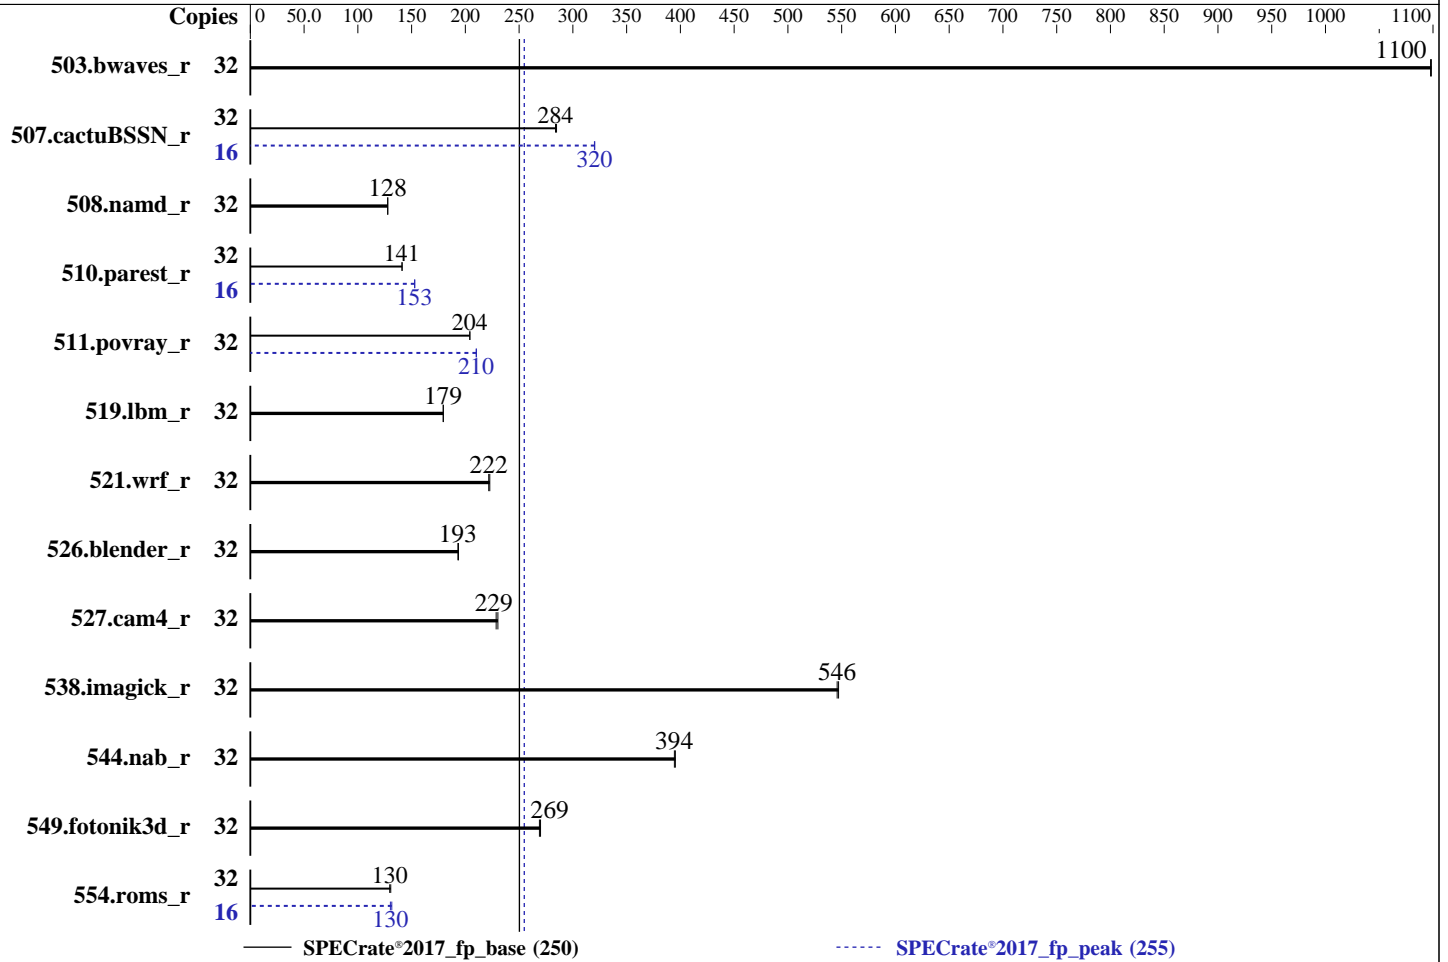 Copies 0 50.0 100 150 200 250 300 350 400 450 500 550 600 650 700 750 800 850 900 950 1000 1100
1100
503.bwaves_r 32
32 284
507.cactuBSSN_r
16 320
128
508.namd_r 32
32 141
510.parest_r
16 153
204
511.povray_r 32
210
179
519.lbm_r 32
222
521.wrf_r 32
193
526.blender_r 32
229
527.cam4_r 32
546
538.imagick_r 32
394
544.nab_r 32
269
549.fotonik3d_r 32
32 130
554.roms_r
16 130
SPECrate®2017_fp_base (250) SPECrate®2017_fp_peak (255)